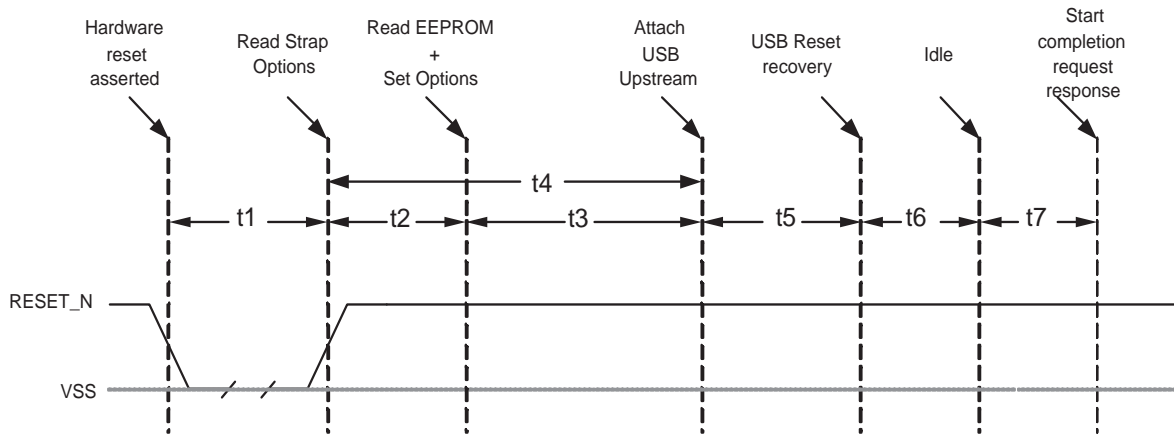 Hardware
reset
asserted
Read Strap
Options
Read EEPROM
+
Set Options
Attach
USB
Upstream
USB Reset
recovery
Idle
Start
completion
request
response
t4
t1
t2
t3
t5
t6
t7
RESET_N
VSS